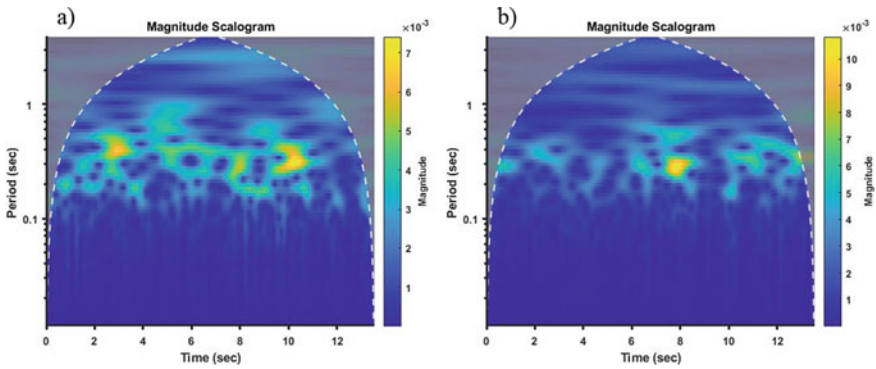 a)
Magnitude Scalogram
×10⁻³
7
6
5
4
3
2
1
Magnitude
1
0.1
Period (sec)
0 2 4 6 8 10 12
Time (sec)
b)
Magnitude Scalogram
×10⁻³
10
9
8
7
6
5
4
3
2
1
Magnitude
1
0.1
Period (sec)
0 2 4 6 8 10 12
Time (sec)